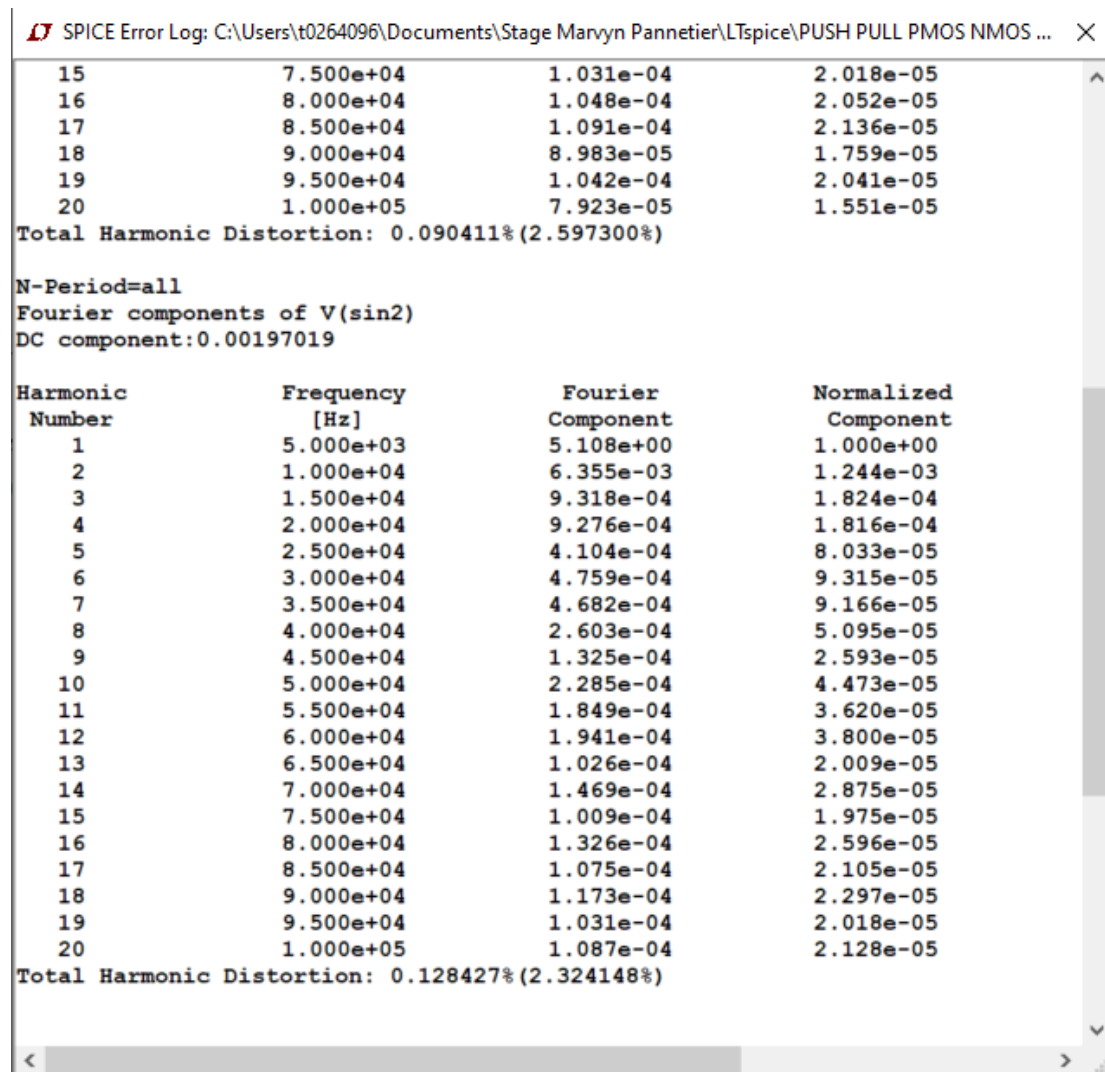 SPICE Error Log: C:\Users\t0264096\Documents\Stage Marvyn Pannetier\LTspice\PUSH PULL PMOS NMOS ...
15 7.500e+04 1.031e-04 2.018e-05
16 8.000e+04 1.048e-04 2.052e-05
17 8.500e+04 1.091e-04 2.136e-05
18 9.000e+04 8.983e-05 1.759e-05
19 9.500e+04 1.042e-04 2.041e-05
20 1.000e+05 7.923e-05 1.551e-05
Total Harmonic Distortion: 0.090411%(2.597300%)
N-Period=all
Fourier components of V(sin2)
DC component:0.00197019
Harmonic Frequency Fourier Normalized
Number [Hz] Component Component
1 5.000e+03 5.108e+00 1.000e+00
2 1.000e+04 6.355e-03 1.244e-03
3 1.500e+04 9.318e-04 1.824e-04
4 2.000e+04 9.276e-04 1.816e-04
5 2.500e+04 4.104e-04 8.033e-05
6 3.000e+04 4.759e-04 9.315e-05
7 3.500e+04 4.682e-04 9.166e-05
8 4.000e+04 2.603e-04 5.095e-05
9 4.500e+04 1.325e-04 2.593e-05
10 5.000e+04 2.285e-04 4.473e-05
11 5.500e+04 1.849e-04 3.620e-05
12 6.000e+04 1.941e-04 3.800e-05
13 6.500e+04 1.026e-04 2.009e-05
14 7.000e+04 1.469e-04 2.875e-05
15 7.500e+04 1.009e-04 1.975e-05
16 8.000e+04 1.326e-04 2.596e-05
17 8.500e+04 1.075e-04 2.105e-05
18 9.000e+04 1.173e-04 2.297e-05
19 9.500e+04 1.031e-04 2.018e-05
20 1.000e+05 1.087e-04 2.128e-05
Total Harmonic Distortion: 0.128427%(2.324148%)